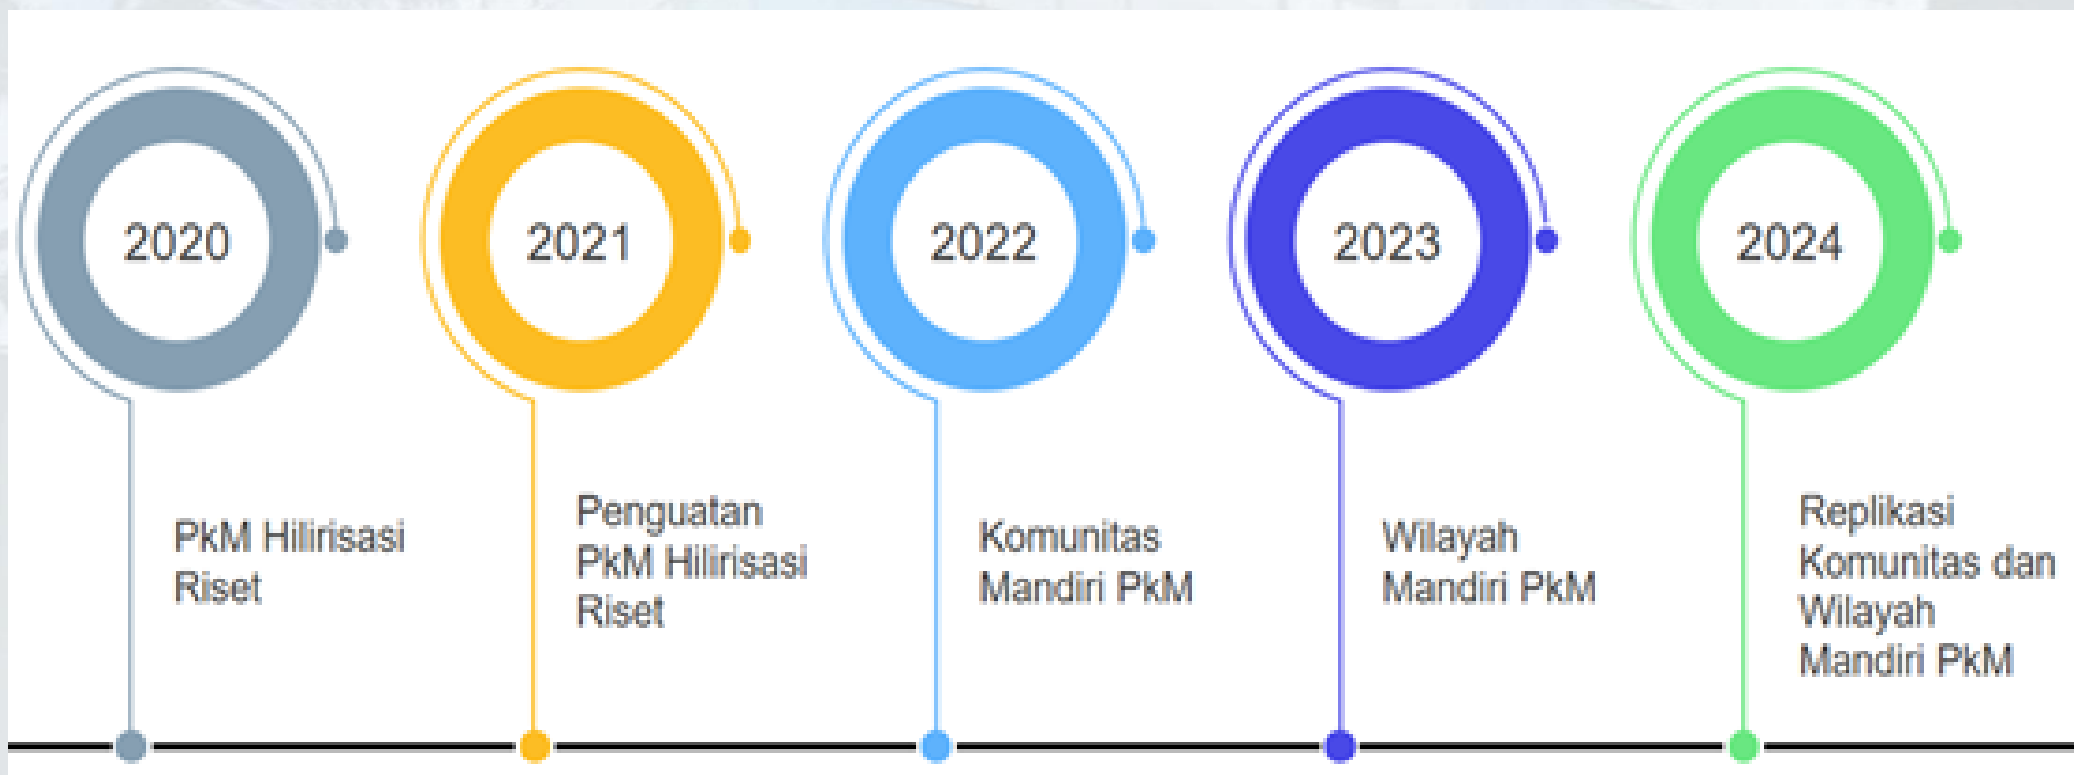 2020
2021
2022
2023
2024
PkM Hilirisasi
Riset
Penguatan
PkM Hilirisasi
Riset
Komunitas
Mandiri PkM
Wilayah
Mandiri PkM
Replikasi
Komunitas dan
Wilayah
Mandiri PkM